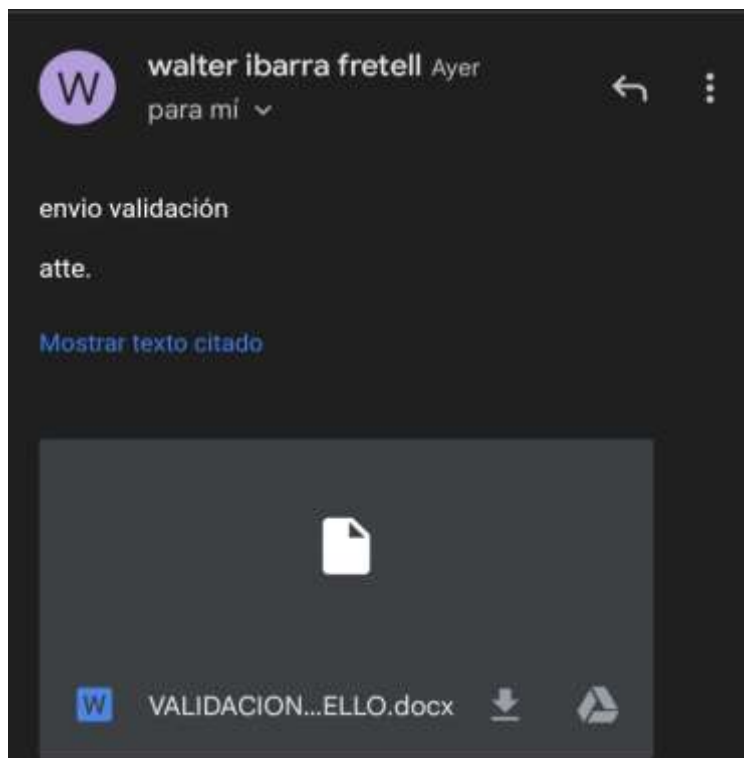 W
walter ibarra fretell Ayer
para mí
envio validación
atte.
Mostrar texto citado
W VALIDACION...ELLO.docx